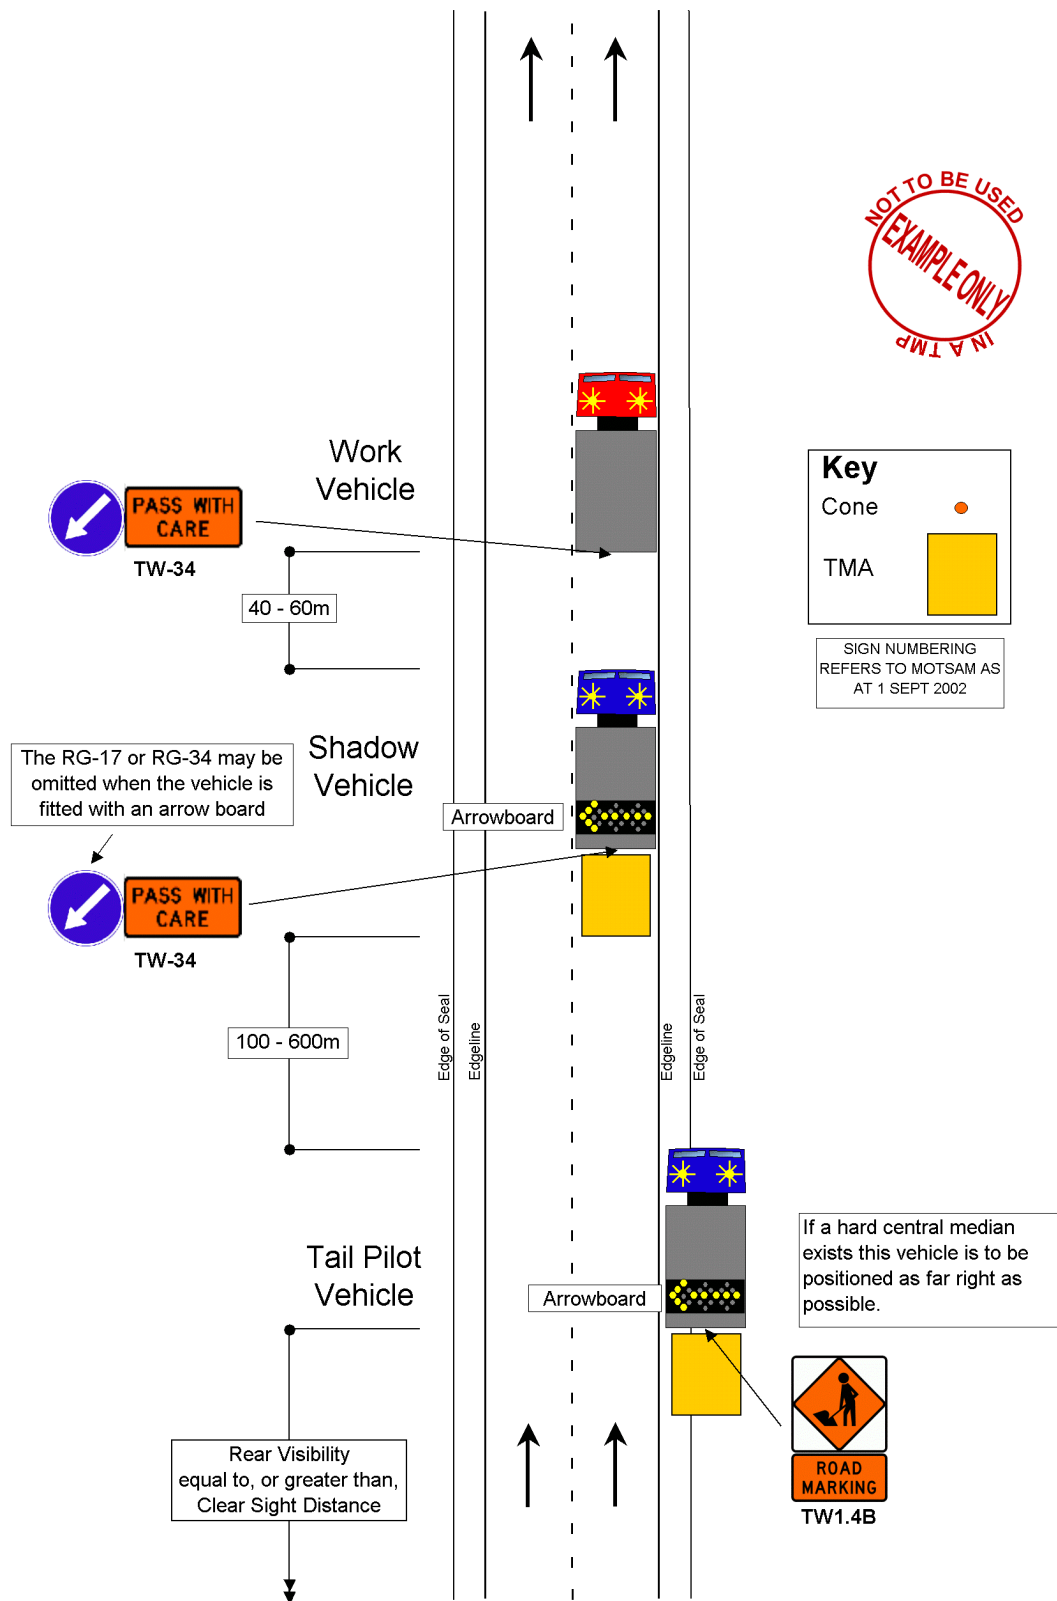 NOT TO BE USED
EXAMPLE ONLY
IN A TMP
Work
Vehicle
PASS WITH
CARE
TW-34
40 - 60m
Key
Cone
TMA
SIGN NUMBERING
REFERS TO MOTSAM AS
AT 1 SEPT 2002
The RG-17 or RG-34 may be
omitted when the vehicle is
fitted with an arrow board
Shadow
Vehicle
Arrowboard
PASS WITH
CARE
TW-34
100 - 600m
Edge of Seal
Edgeline
Edgeline
Edge of Seal
Tail Pilot
Vehicle
Arrowboard
If a hard central median
exists this vehicle is to be
positioned as far right as
possible.
Rear Visibility
equal to, or greater than,
Clear Sight Distance
ROAD
MARKING
TW1.4B